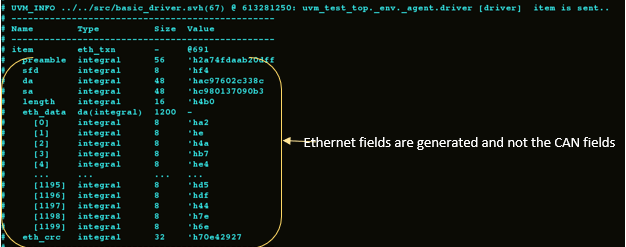 # UVM_INFO ../../src/basic_driver.svh(67) @ 613281250: uvm_test_top._env._agent.driver [driver]  item is sent..
# ------------------------------------------------
# Name        Type          Size  Value
# ------------------------------------------------
# item        eth_txn       -     @691
#   preamble  integral      56    'h2a74fdaab20dff
#   sfd       integral      8     'hf4
#   da        integral      48    'hac97602c338c
#   sa        integral      48    'hc980137090b3
#   length    integral      16    'h4b0
#   eth_data  da(integral)  1200  -
#     [0]     integral      8     'ha2
#     [1]     integral      8     'he
#     [2]     integral      8     'h4a
#     [3]     integral      8     'hb7
#     [4]     integral      8     'he4
#     ...     ...           ...   ...
#     [1195]  integral      8     'hd5
#     [1196]  integral      8     'hdf
#     [1197]  integral      8     'h44
#     [1198]  integral      8     'h7e
#     [1199]  integral      8     'h6e
#   eth_crc   integral      32    'h70e42927
Ethernet fields are generated and not the CAN fields